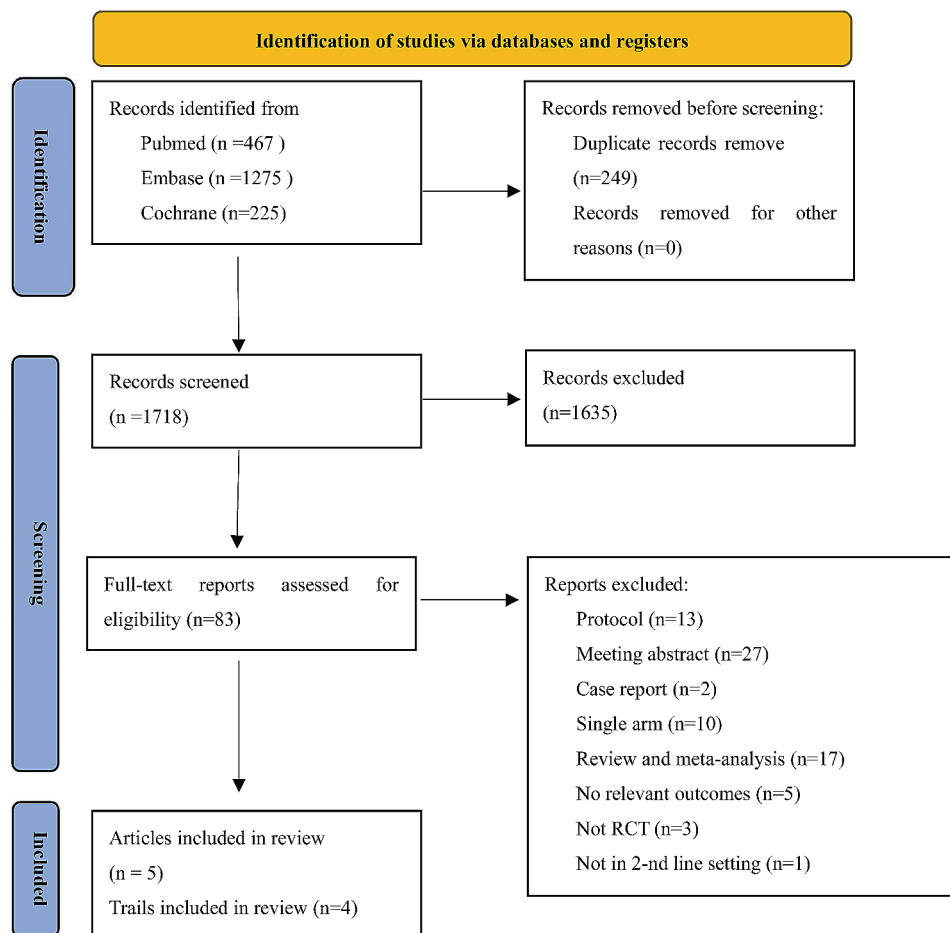 Identification of studies via databases and registers
Identification
Records identified from
Pubmed (n =467 )
Embase (n =1275 )
Cochrane (n=225)
Records removed before screening:
Duplicate records remove
(n=249)
Records removed for other
reasons (n=0)
Screening
Records screened
(n =1718)
Records excluded
(n=1635)
Full-text reports assessed for
eligibility (n=83)
Reports excluded:
Protocol (n=13)
Meeting abstract (n=27)
Case report (n=2)
Single arm (n=10)
Review and meta-analysis (n=17)
No relevant outcomes (n=5)
Not RCT (n=3)
Not in 2-nd line setting (n=1)
Included
Articles included in review
(n = 5)
Trails included in review (n=4)